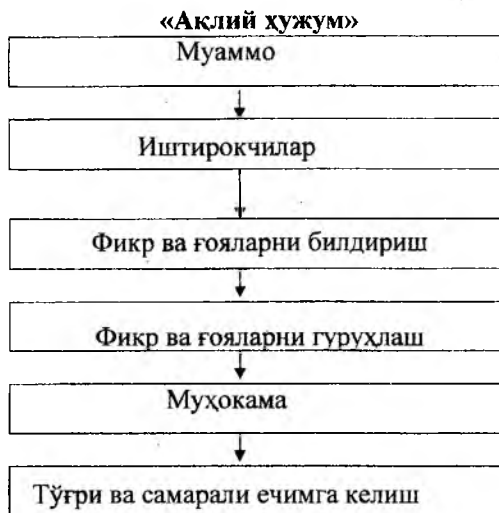 «Ақлий ҳужум»
Муаммо
Иштирокчилар
Фикр ва ғояларни билдириш
Фикр ва ғояларни гуруҳлаш
Муҳокама
Тўғри ва самарали ечимга келиш